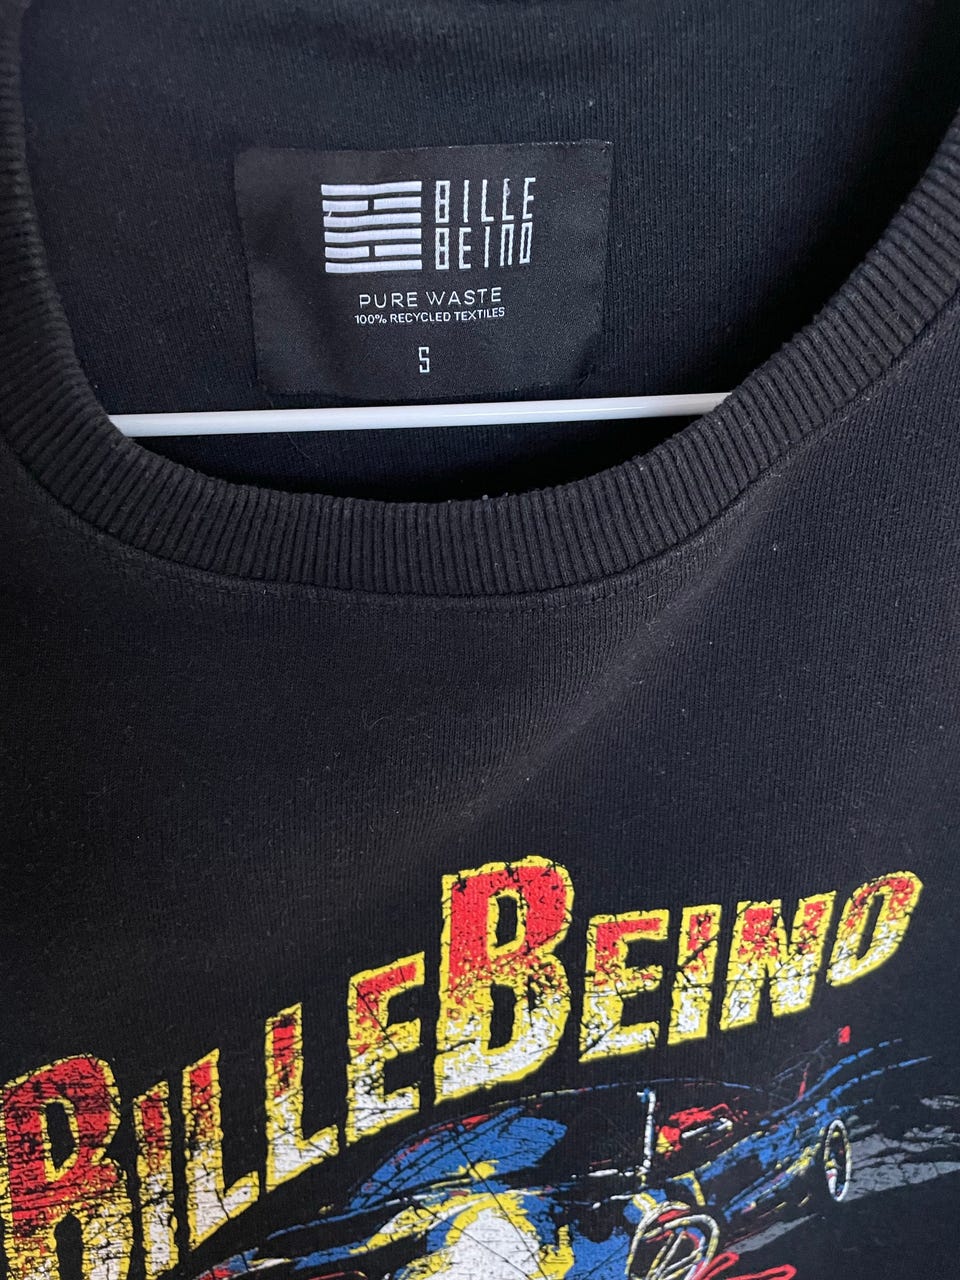 BILLE
BEINO
PURE WASTE
100% RECYCLED TEXTILES
S
BILLEBEINO